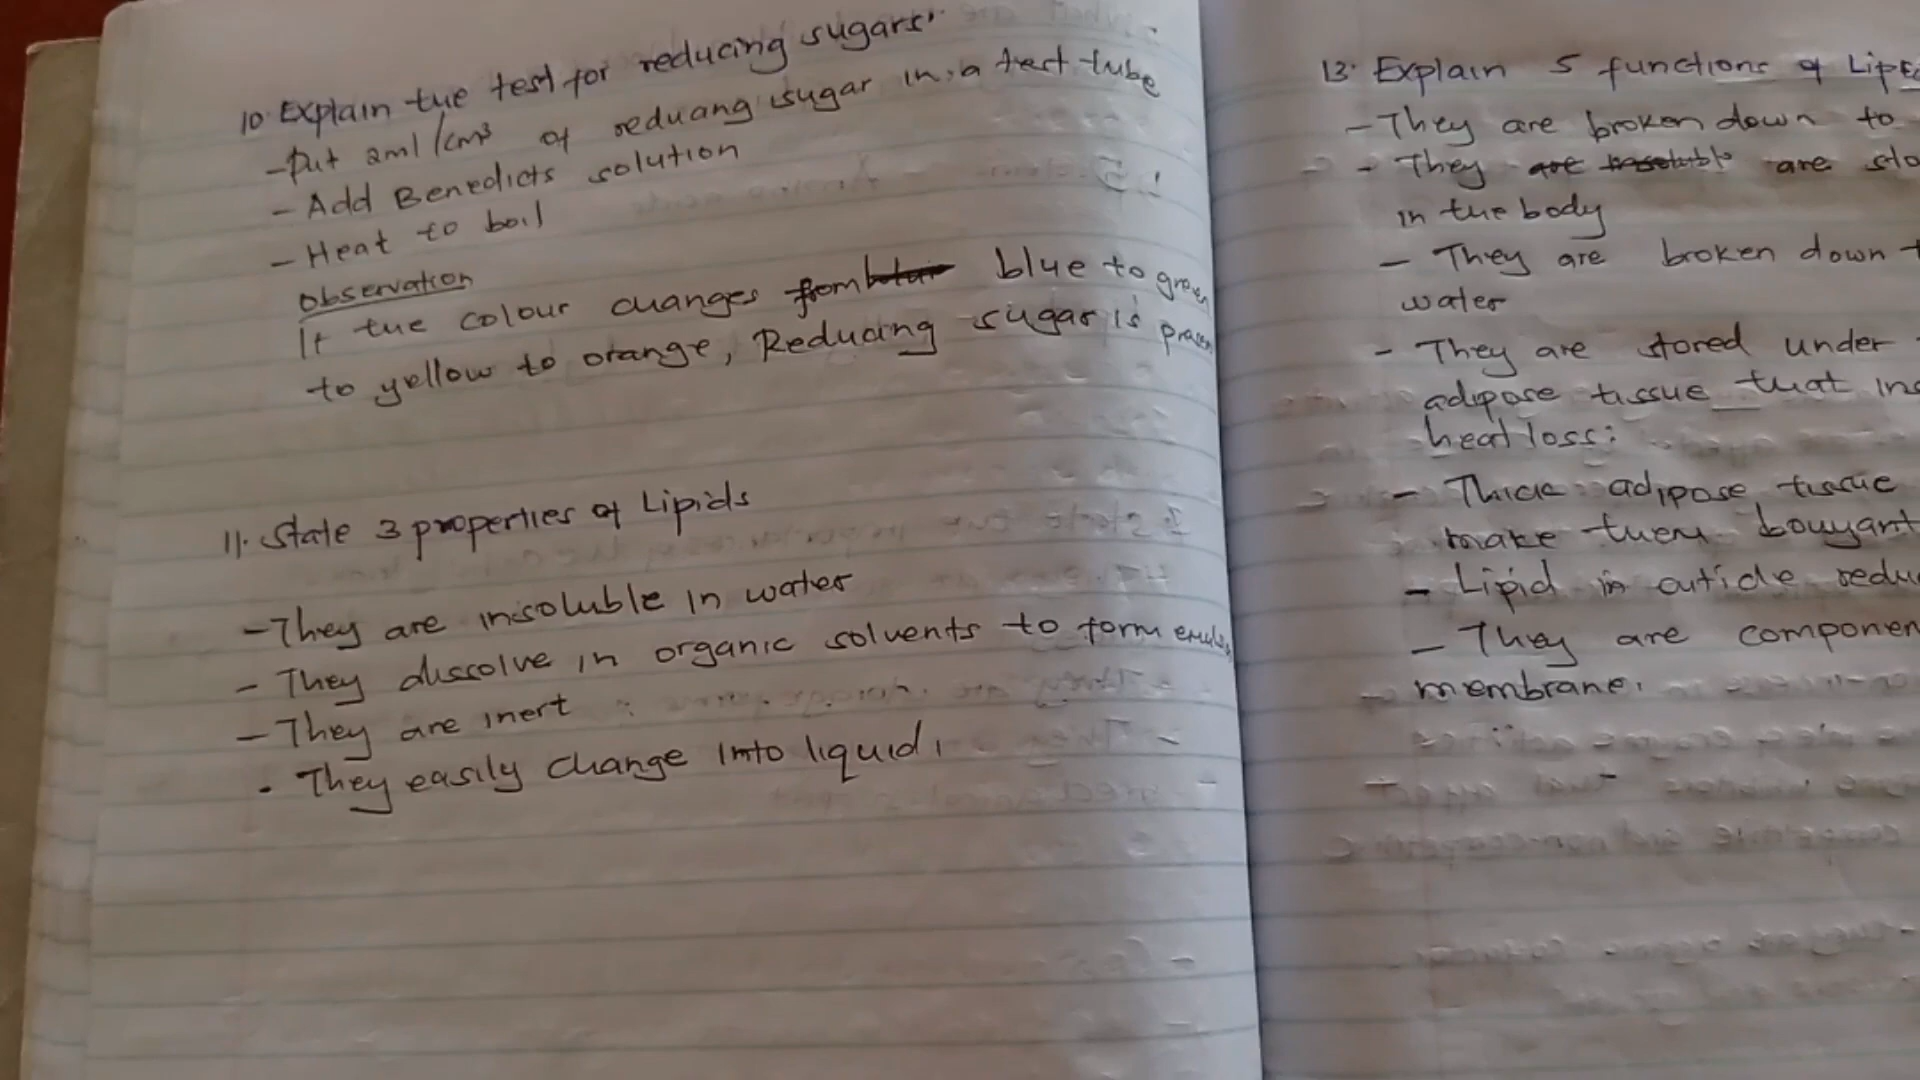 10. Explain the test for reducing sugars.
- Put 2ml/cm³ of reducing sugar in a test tube
- Add Benedicts solution
- Heat to boil
Observation
If the colour changes from blue to green
to yellow to orange, Reducing sugar is
11. State 3 properties of Lipids
- They are insoluble in water
- They dissolve in organic solvents to form
- They are inert
. They easily change into liquid.
13. Explain 5 functions of
- They are broken down to
- They are are
in the body
- They are broken down
water
- They are stored under
adipose tissue that
heat loss.
- Thick adipose tissue
make them bouyant
- Lipid in cuticle
- They are
membrane.